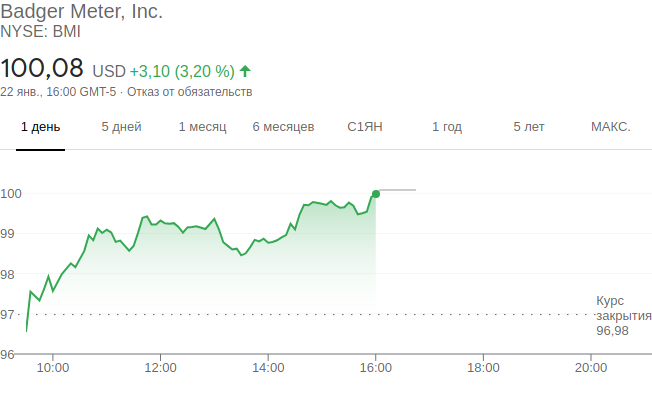 Badger Meter, Inc.
NYSE: BMI
100,08 USD +3,10 (3,20 %)
22 янв., 16:00 GMT-5 · Отказ от обязательств
1 день 5 дней 1 месяц 6 месяцев С1ЯН 1 год 5 лет МАКС.
100
99
98
97
96
Курс
закрытия
96,98
10:00 12:00 14:00 16:00 18:00 20:00